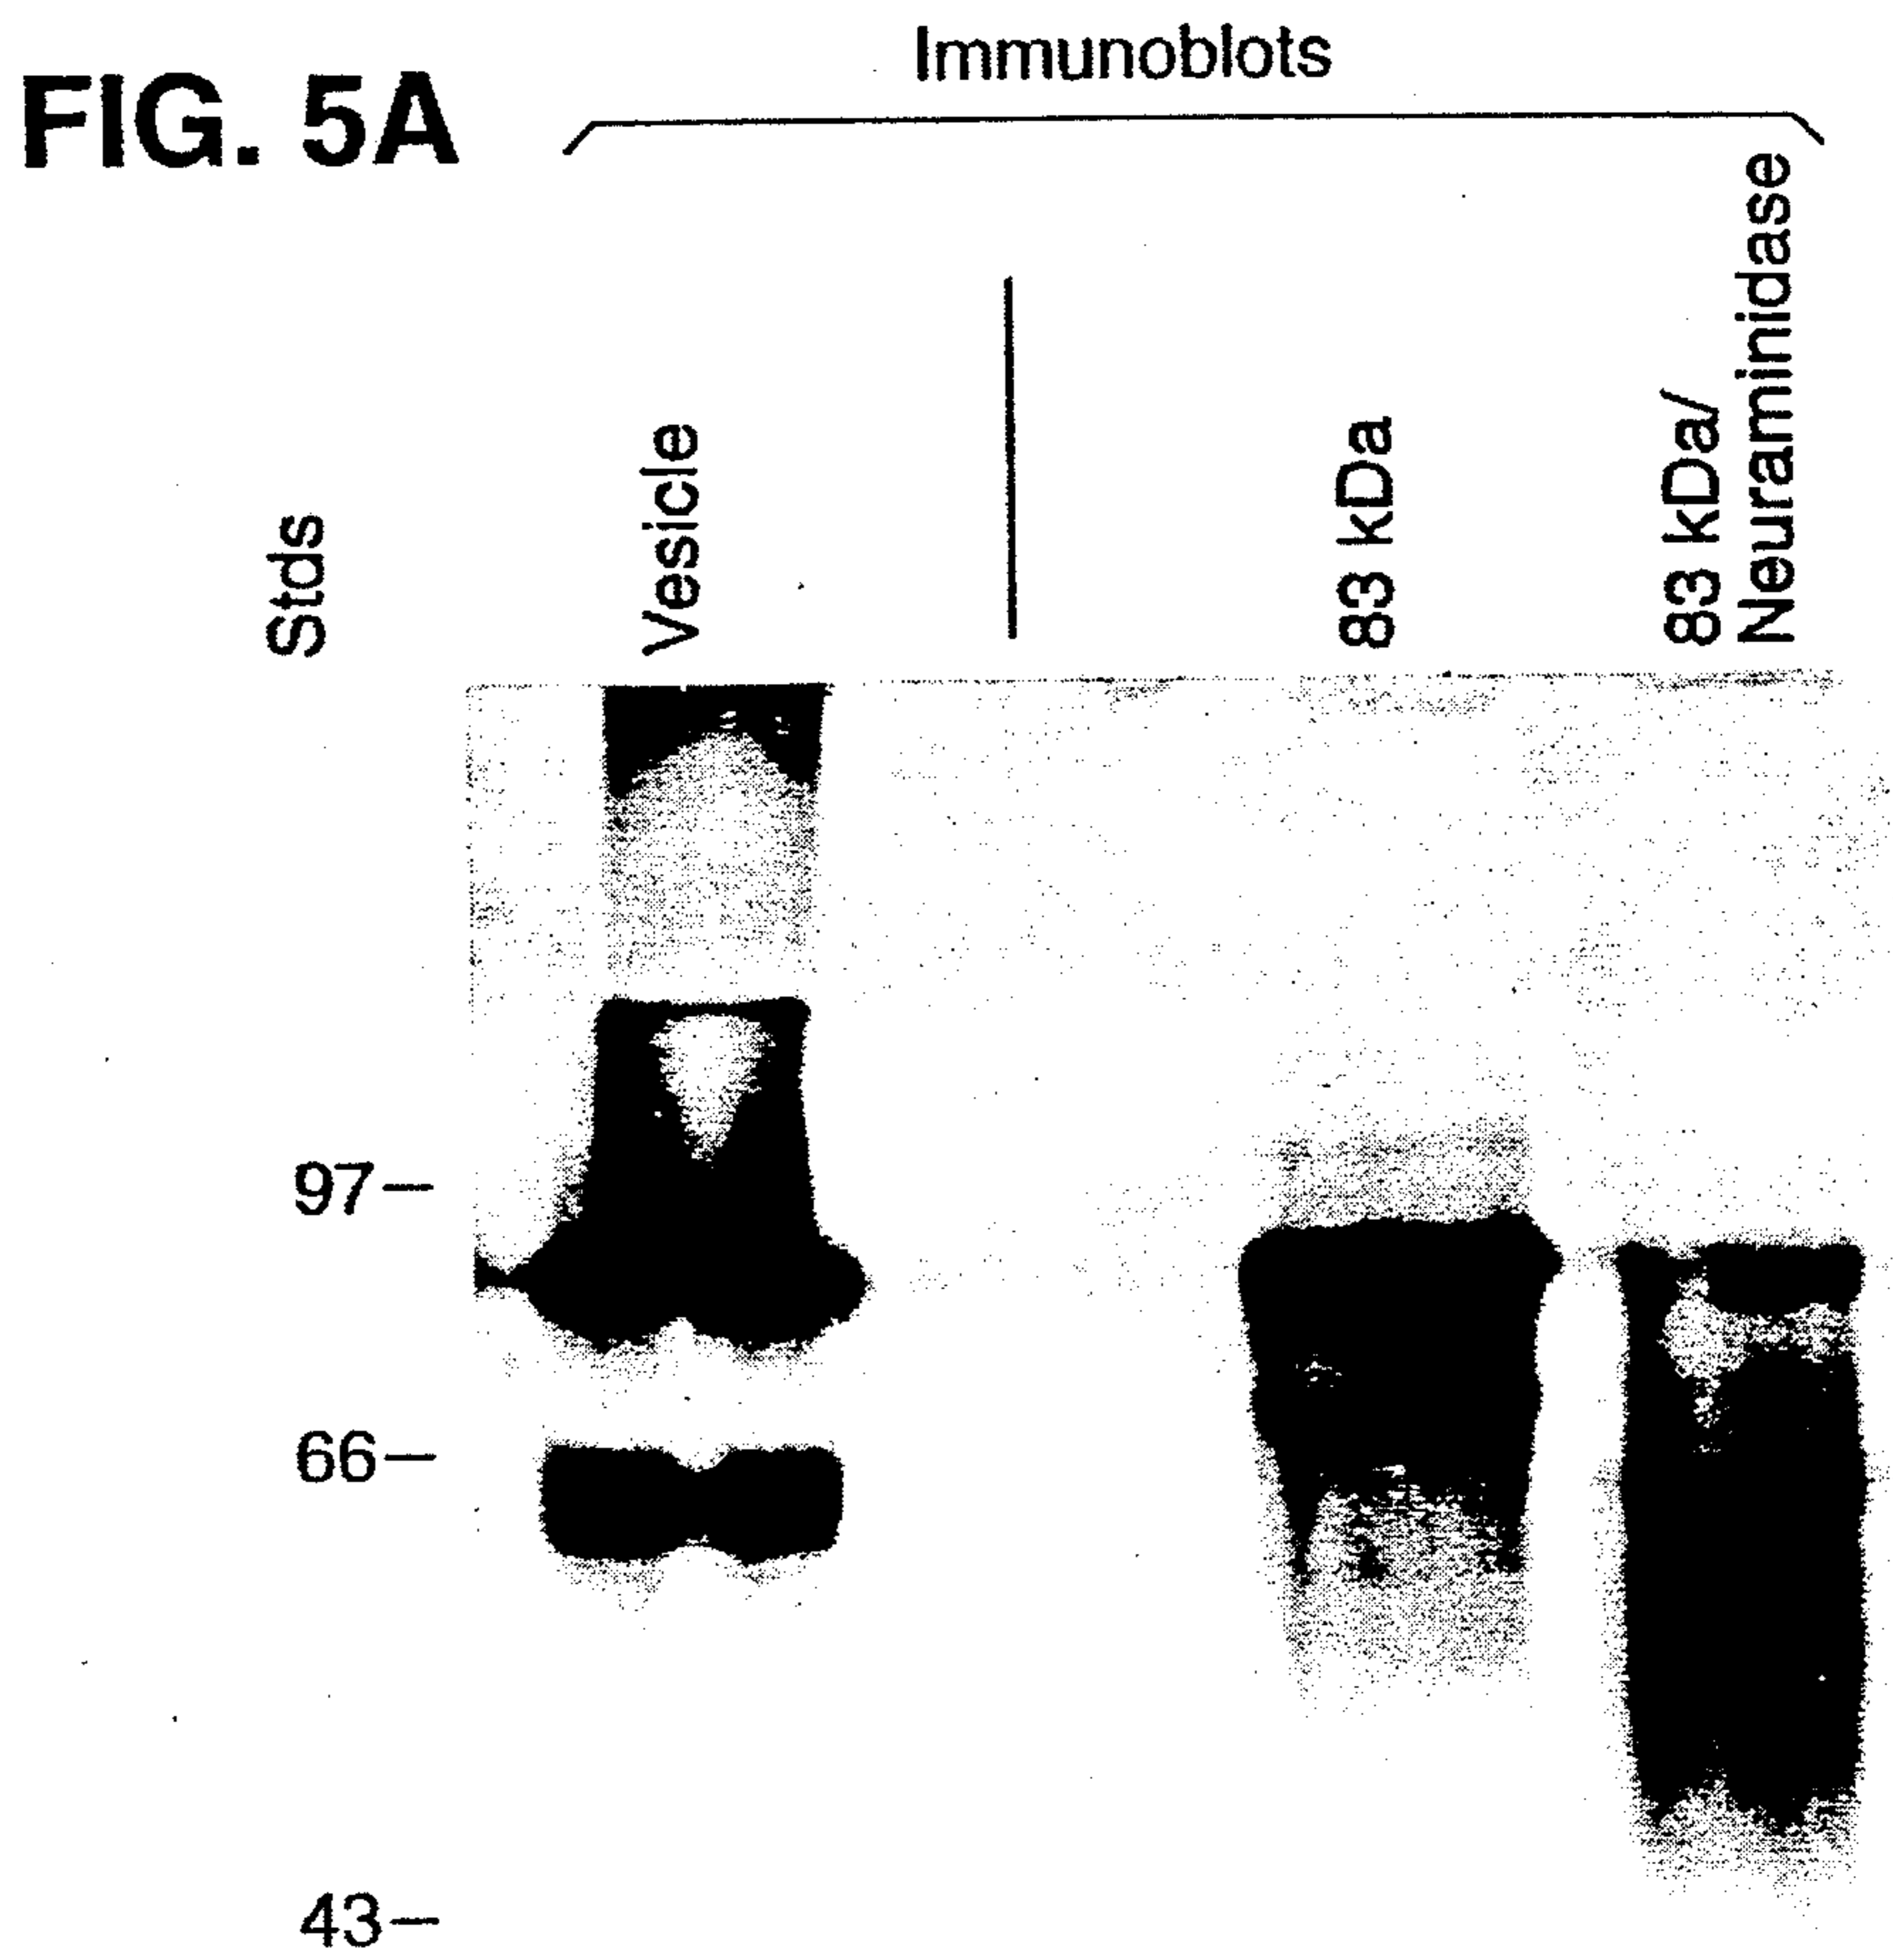 FIG. 5A
Immunoblots
Stds
Vesicle
83 kDa
83 kDa/
Neuraminidase
97–
66–
43–